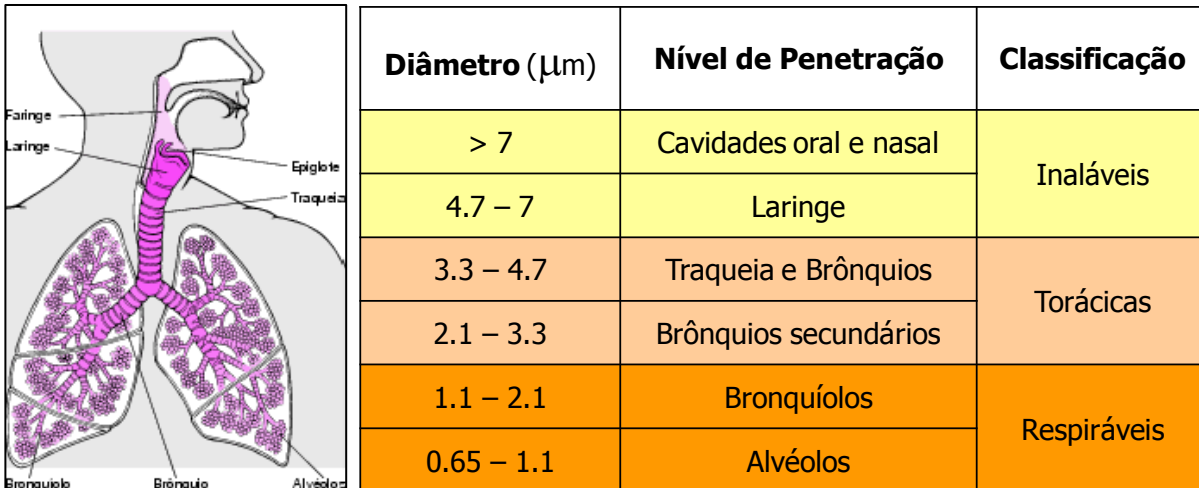 Faringe
Laringe
Epiglote
Traqueia
Bronquíolo
Brônquio
Alvéolos
Diâmetro (μm) Nível de Penetração Classificação
> 7 Cavidades oral e nasal
Inaláveis
4.7 – 7 Laringe
3.3 – 4.7 Traqueia e Brônquios
Torácicas
2.1 – 3.3 Brônquios secundários
1.1 – 2.1 Bronquíolos
Respiráveis
0.65 – 1.1 Alvéolos